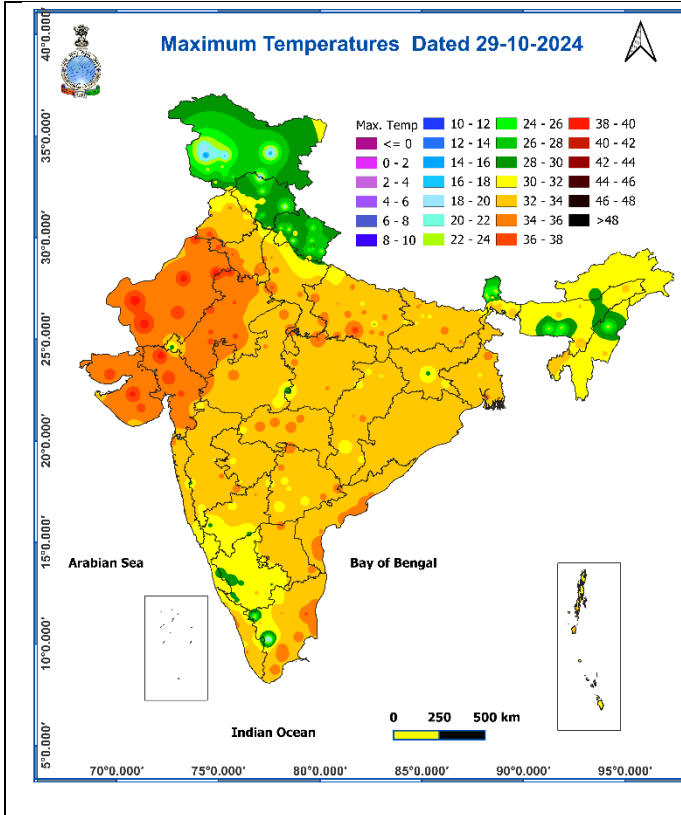 Maximum Temperatures Dated 29-10-2024
Max. Temp
<= 0
0 - 2
2 - 4
4 - 6
6 - 8
8 - 10
10 - 12
12 - 14
14 - 16
16 - 18
18 - 20
20 - 22
22 - 24
24 - 26
26 - 28
28 - 30
30 - 32
32 - 34
34 - 36
36 - 38
38 - 40
40 - 42
42 - 44
44 - 46
46 - 48
>48
40°0.000'
35°0.000'
30°0.000'
25°0.000'
20°0.000'
15°0.000'
10°0.000'
5°0.000'
Arabian Sea
Bay of Bengal
Indian Ocean
0 250 500 km
70°0.000' 75°0.000' 80°0.000' 85°0.000' 90°0.000' 95°0.000'